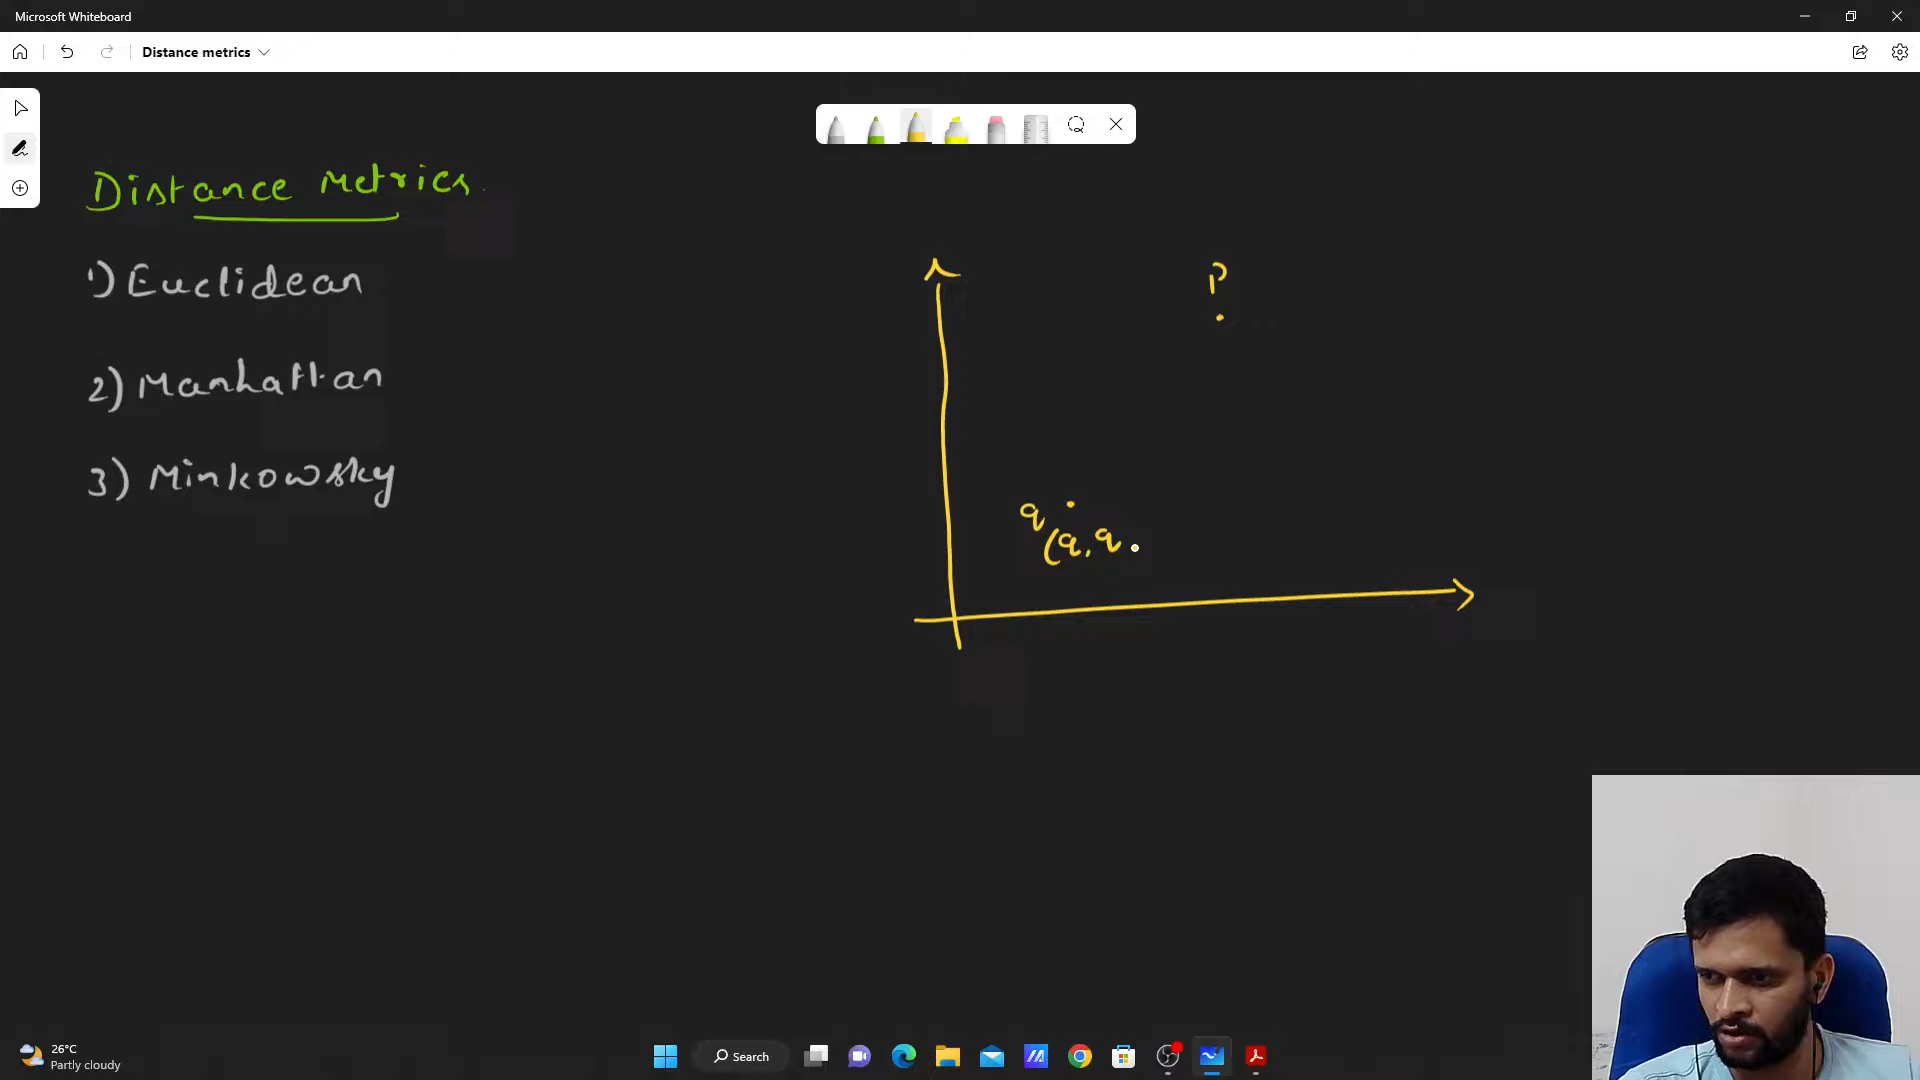 Microsoft Whiteboard
Distance metrics
Distance Metrics
1) Euclidean
2) Manhattan
3) Minkowsky
P
q
(q, q
26°C
Partly cloudy
Search